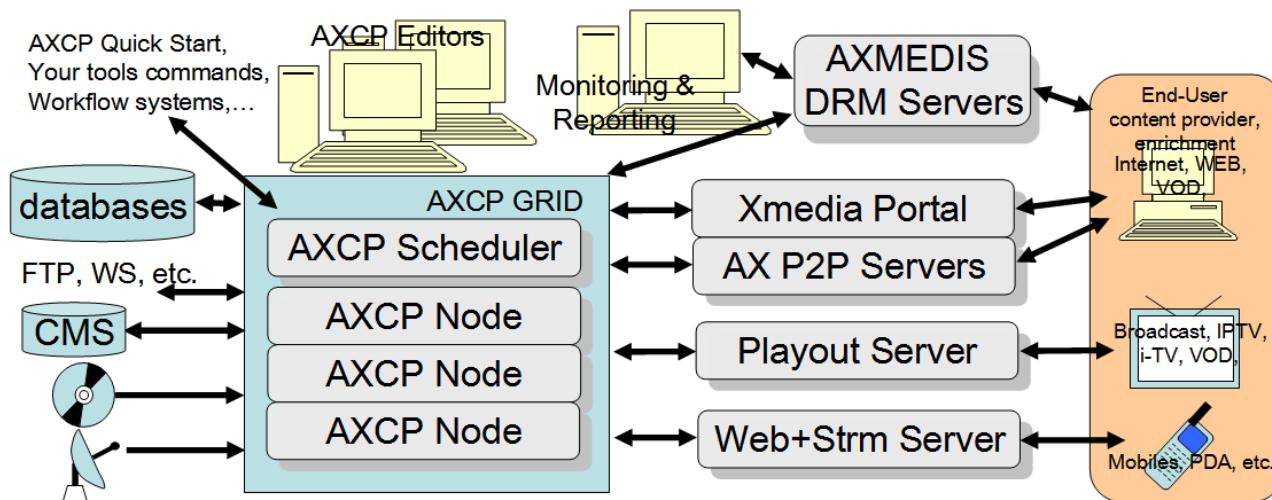 AXCP Quick Start,
Your tools commands,
Workflow systems,...
AXCP Editors
Monitoring &
Reporting
AXMEDIS
DRM Servers
End-User
content provider,
enrichment
Internet, WEB,
VOD,
databases
AXCP GRID
AXCP Scheduler
Xmedia Portal
AX P2P Servers
FTP, WS, etc.
CMS
AXCP Node
AXCP Node
AXCP Node
Playout Server
Broadcast, IPTV,
i-TV, VOD,
Web+Strm Server
Mobiles, PDA, etc.